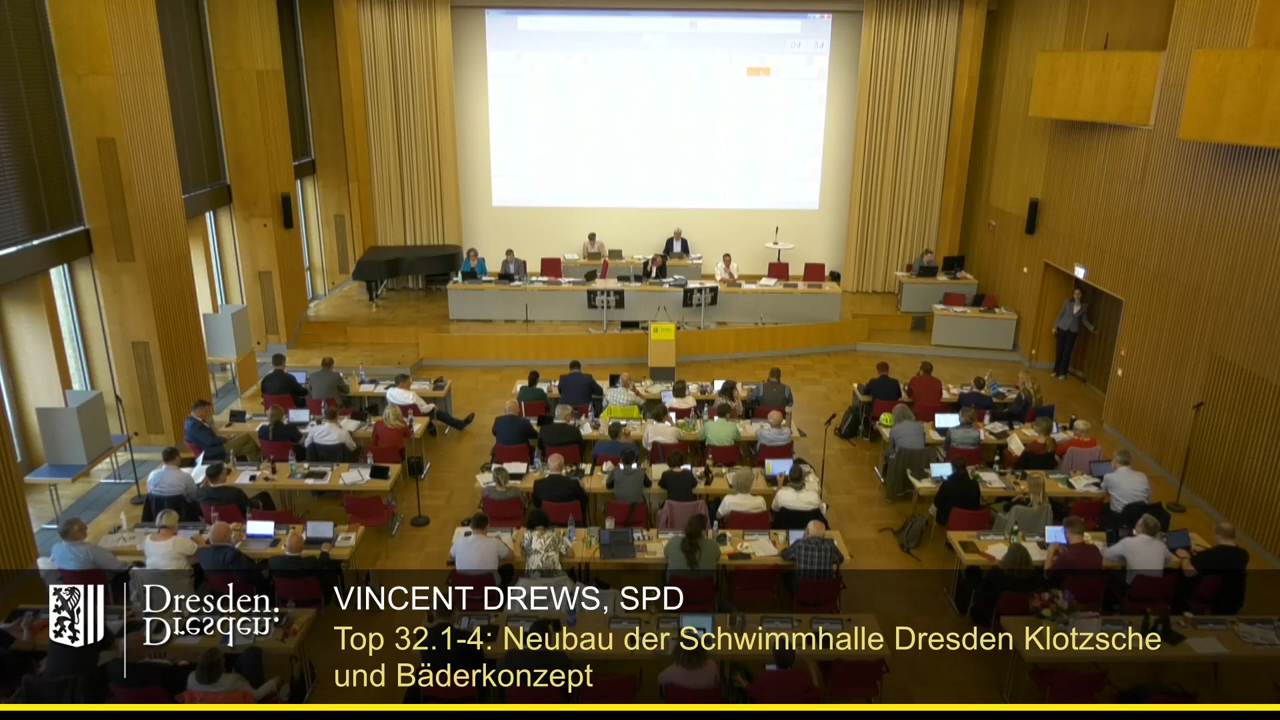 Dresden.
Dresden.
VINCENT DREWS, SPD
Top 32.1-4: Neubau der Schwimmhalle Dresden Klotzsche
und Bäderkonzept